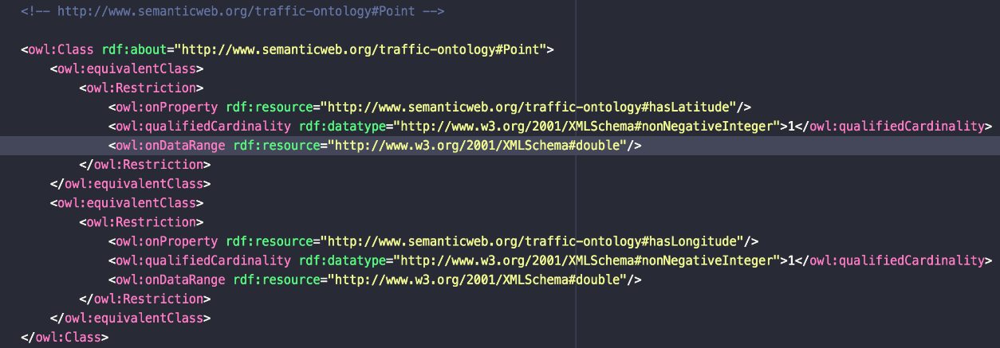 <!-- http://www.semanticweb.org/traffic-ontology#Point -->
<owl:Class rdf:about="http://www.semanticweb.org/traffic-ontology#Point">
<owl:equivalentClass>
<owl:Restriction>
<owl:onProperty rdf:resource="http://www.semanticweb.org/traffic-ontology#hasLatitude"/>
<owl:qualifiedCardinality rdf:datatype="http://www.w3.org/2001/XMLSchema#nonNegativeInteger">1</owl:qualifiedCardinality>
<owl:onDataRange rdf:resource="http://www.w3.org/2001/XMLSchema#double"/>
</owl:Restriction>
</owl:equivalentClass>
<owl:equivalentClass>
<owl:Restriction>
<owl:onProperty rdf:resource="http://www.semanticweb.org/traffic-ontology#hasLongitude"/>
<owl:qualifiedCardinality rdf:datatype="http://www.w3.org/2001/XMLSchema#nonNegativeInteger">1</owl:qualifiedCardinality>
<owl:onDataRange rdf:resource="http://www.w3.org/2001/XMLSchema#double"/>
</owl:Restriction>
</owl:equivalentClass>
</owl:Class>